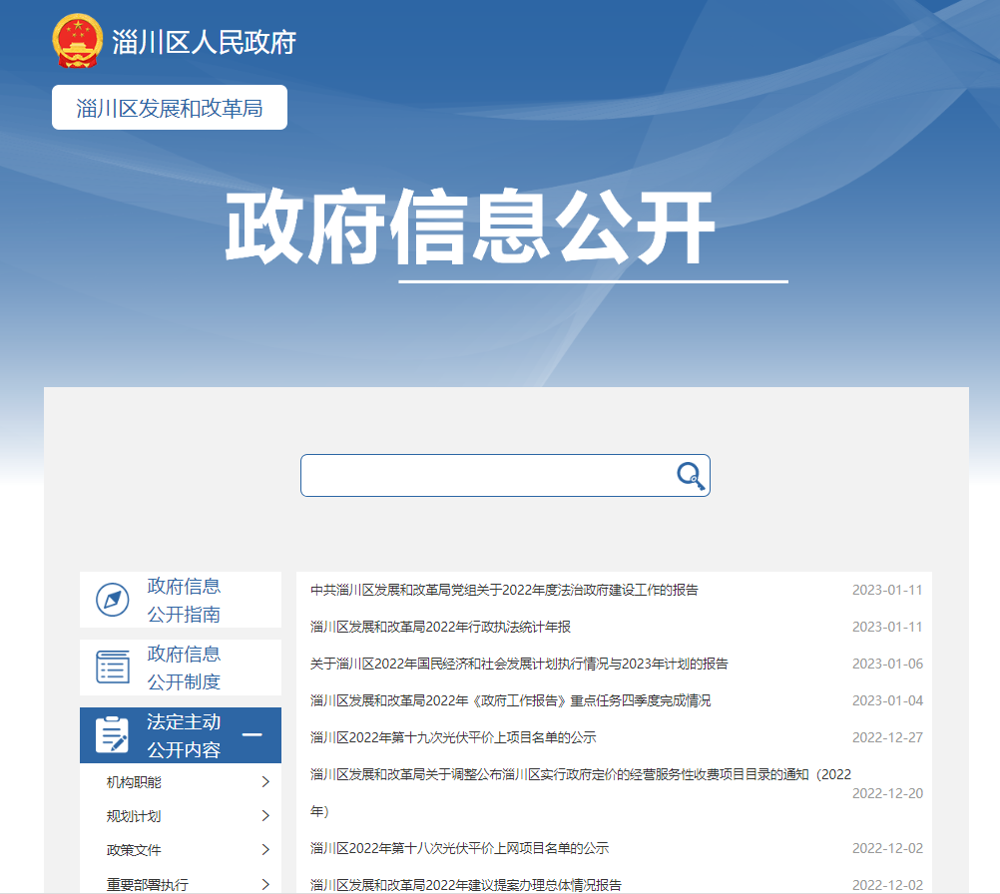 淄川区人民政府
淄川区发展和改革局
政府信息公开
政府信息
公开指南
政府信息
公开制度
法定主动
公开内容
机构职能
规划计划
政策文件
重要部署执行
中共淄川区发展和改革局党组关于2022年度法治政府建设工作的报告 2023-01-11
淄川区发展和改革局2022年行政执法统计年报 2023-01-11
关于淄川区2022年国民经济和社会发展计划执行情况与2023年计划的报告 2023-01-06
淄川区发展和改革局2022年《政府工作报告》重点任务四季度完成情况 2023-01-04
淄川区2022年第十九次光伏平价上项目名单的公示 2022-12-27
淄川区发展和改革局关于调整公布淄川区实行政府定价的经营服务性收费项目目录的通知（2022
年） 2022-12-20
淄川区2022年第十八次光伏平价上网项目名单的公示 2022-12-02
淄川区发展和改革局2022年建议提案办理总体情况报告 2022-12-02